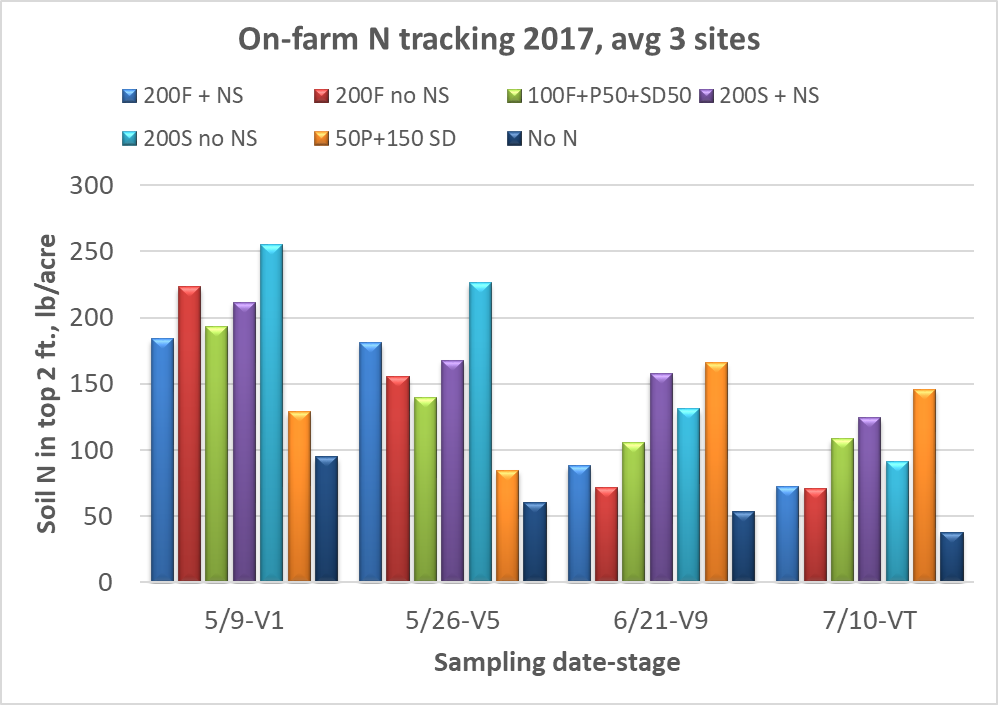 On-farm N tracking 2017, avg 3 sites
200F + NS 200F no NS 100F+P50+SD50 200S + NS
200S no NS 50P+150 SD No N
300
250
200
150
100
50
0
Soil N in top 2 ft., lb/acre
5/9-V1 5/26-V5 6/21-V9 7/10-VT
Sampling date-stage